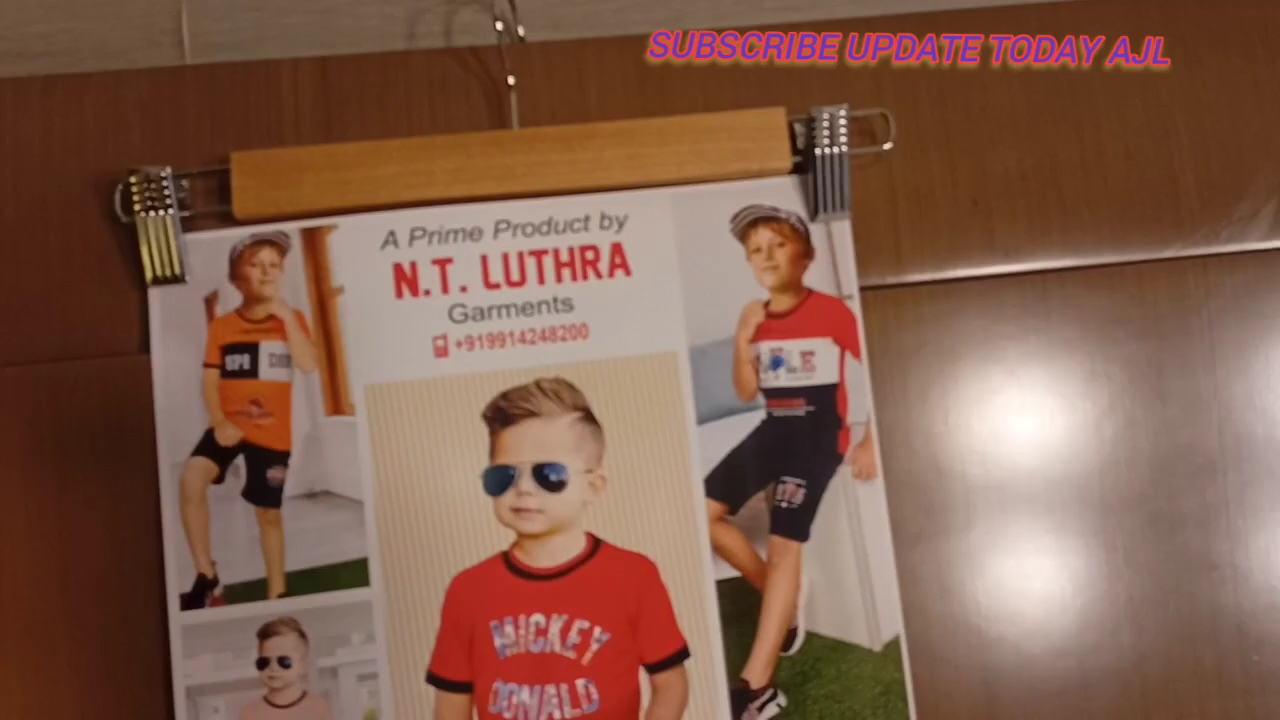 SUBSCRIBE UPDATE TODAY AJL
A Prime Product by
N.T. LUTHRA
Garments
+919914248200
MICKEY
DONALD